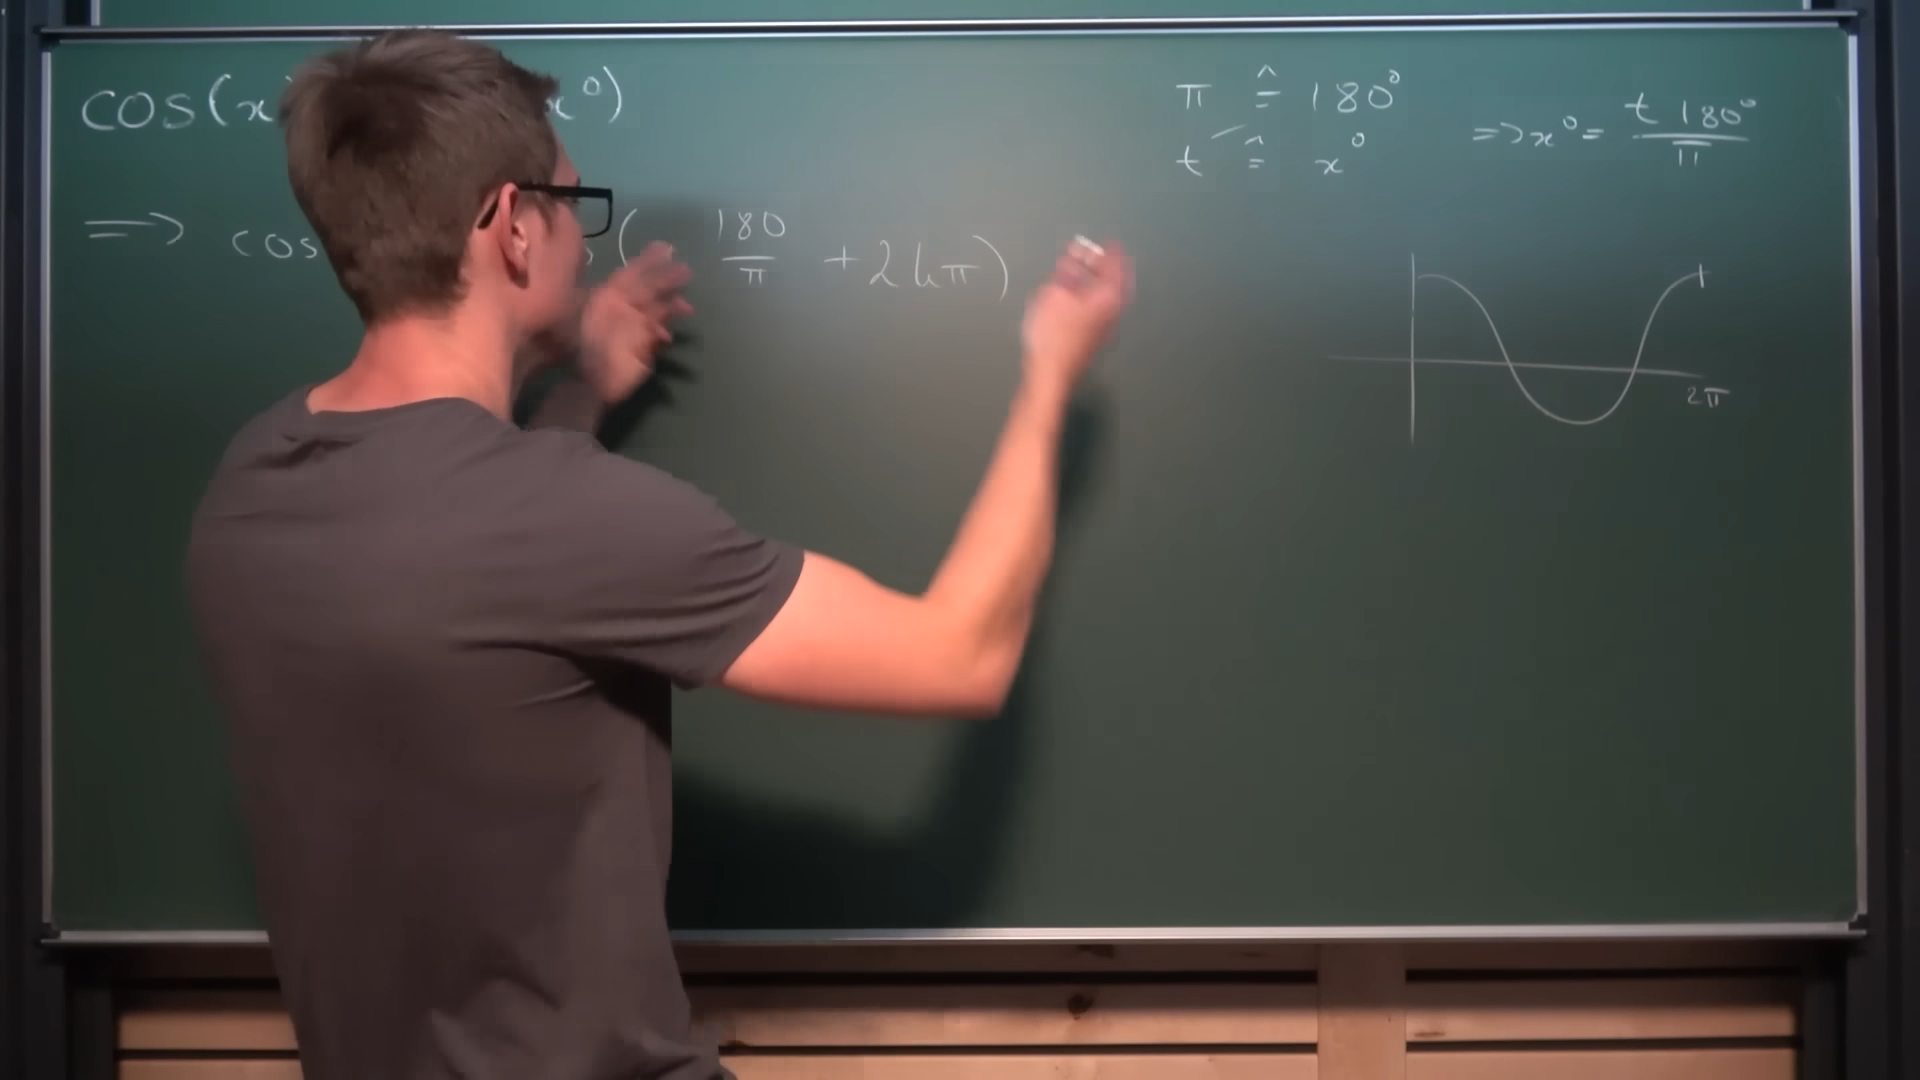 cos(x x°)
π ≙ 180°
t ≙ x°
=> x° = t 180° / π
=> cos ( 180/π + 2kπ)
2π